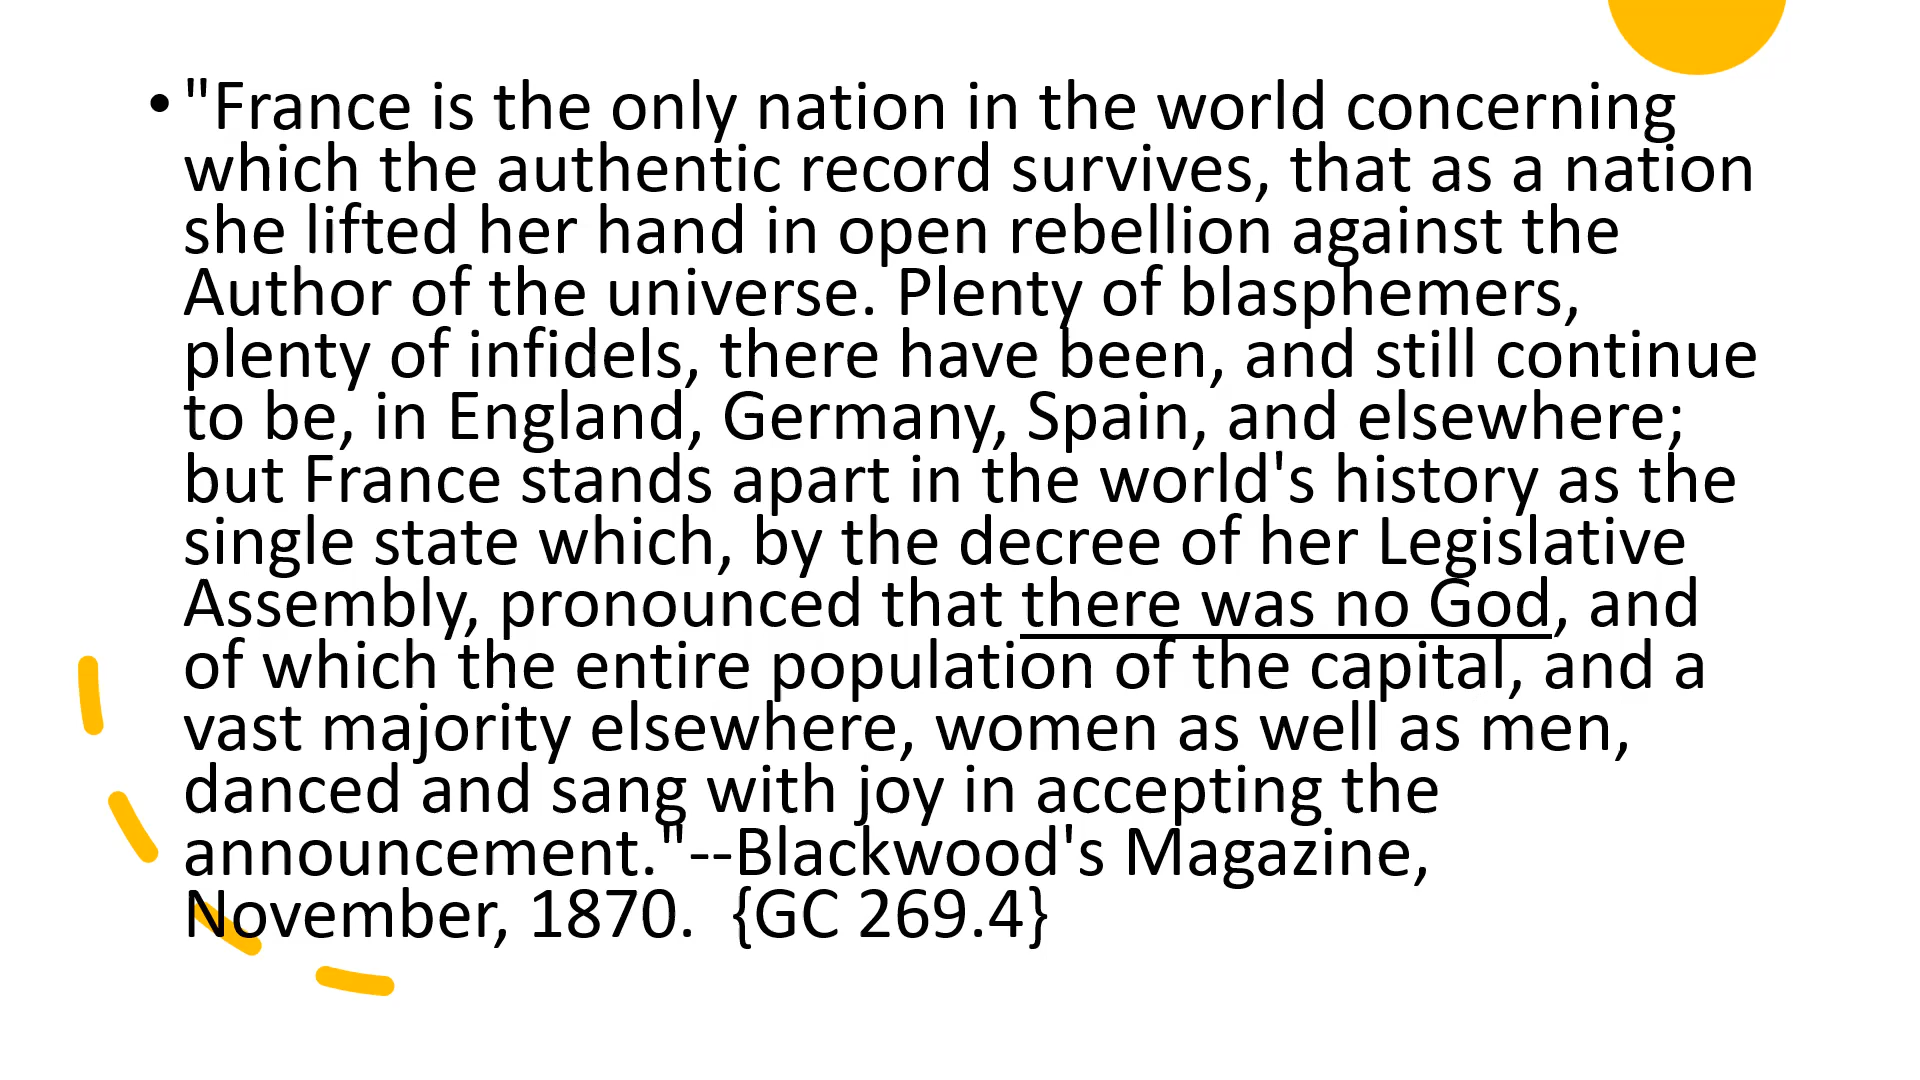 • "France is the only nation in the world concerning
which the authentic record survives, that as a nation
she lifted her hand in open rebellion against the
Author of the universe. Plenty of blasphemers,
plenty of infidels, there have been, and still continue
to be, in England, Germany, Spain, and elsewhere;
but France stands apart in the world's history as the
single state which, by the decree of her Legislative
Assembly, pronounced that there was no God, and
of which the entire population of the capital, and a
vast majority elsewhere, women as well as men,
danced and sang with joy in accepting the
announcement."--Blackwood's Magazine,
November, 1870.  {GC 269.4}